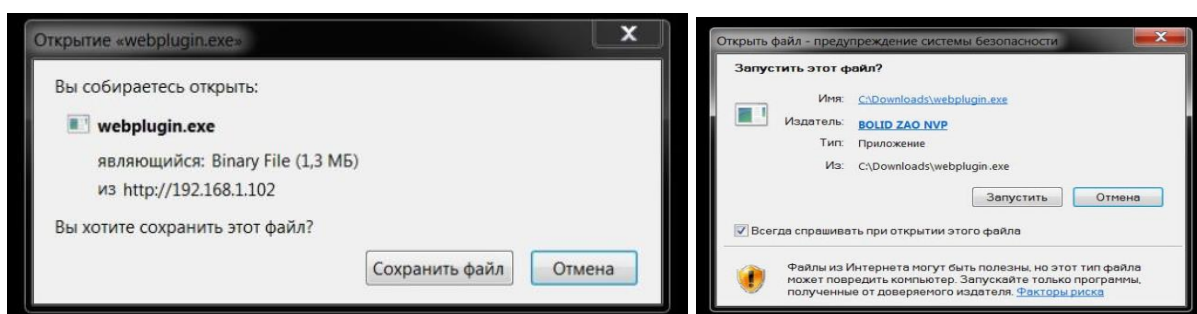 Открытие «webplugin.exe»
Вы собираетесь открыть:
webplugin.exe
являющийся: Binary File (1,3 МБ)
из http://192.168.1.102
Вы хотите сохранить этот файл?
Сохранить файл
Отмена
Открыть файл - предупреждение системы безопасности
Запустить этот файл?
Имя: C:\Downloads\webplugin.exe
Издатель: BOLID ZAO NVP
Тип: Приложение
Из: C:\Downloads\webplugin.exe
Запустить
Отмена
Всегда спрашивать при открытии этого файла
Файлы из Интернета могут быть полезны, но этот тип файла
может повредить компьютер. Запускайте только программы,
полученные от доверяемого издателя. Факторы риска